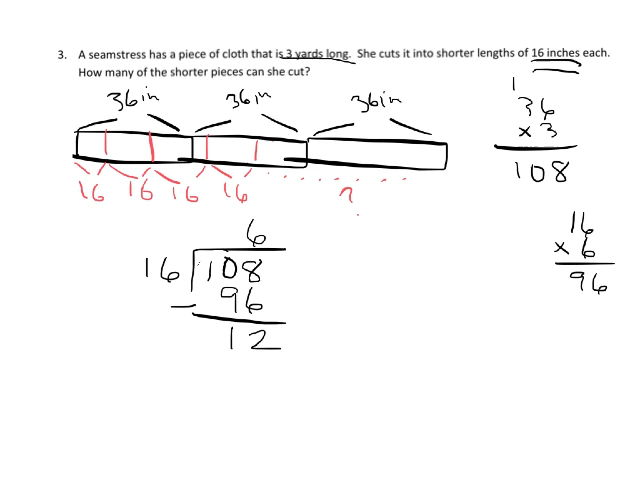 3. A seamstress has a piece of cloth that is 3 yards long. She cuts it into shorter lengths of 16 inches each.
How many of the shorter pieces can she cut?
36in 36in 36in
1
36
x 3
108
16 16 16 16 ?
16
x 6
96
6
16 108
- 96
12